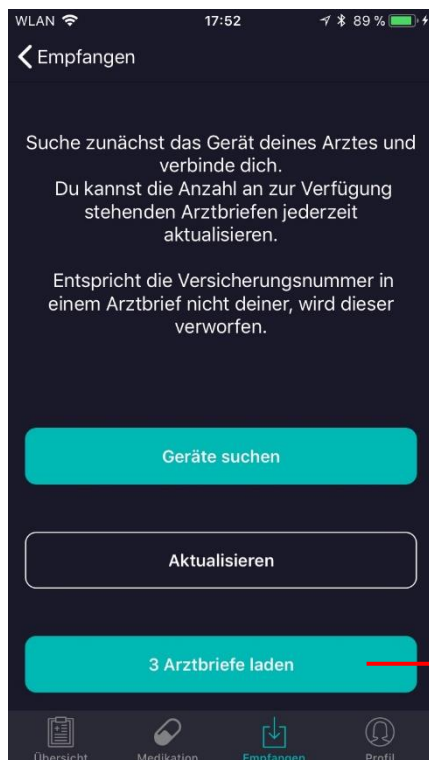 WLAN 17:52 89 %
Empfangen
Suche zunächst das Gerät deines Arztes und
verbinde dich.
Du kannst die Anzahl an zur Verfügung
stehenden Arztbriefen jederzeit
aktualisieren.
Entspricht die Versicherungsnummer in
einem Arztbrief nicht deiner, wird dieser
verworfen.
Geräte suchen
Aktualisieren
3 Arztbriefe laden
Übersicht Medikation Empfangen Profil